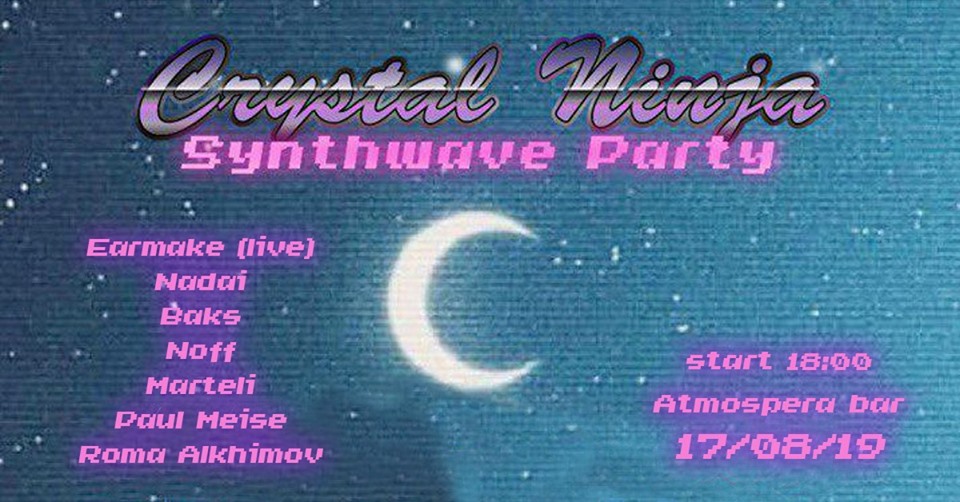 Crystal Ninja
Synthwave Party
Earmake (live)
Nadai
Baks
Noff
Marteli
Paul Meise
Roma Alkhimov
start 18:00
Atmospera bar
17/08/19